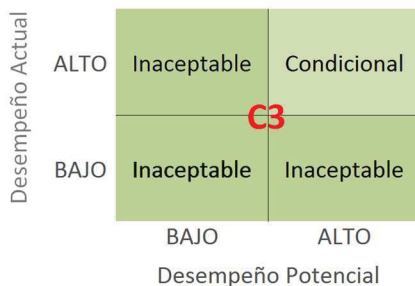 Desempeño Actual
ALTO Inaceptable Condicional
C3
BAJO Inaceptable Inaceptable
BAJO ALTO
Desempeño Potencial